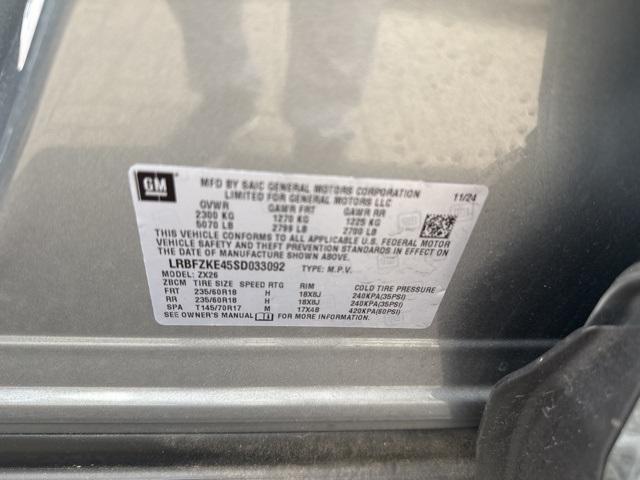 GM
MFD BY SAIC GENERAL MOTORS CORPORATION
LIMITED FOR GENERAL MOTORS LLC
11/24
GVWR GAWR FRT GAWR RR
2300 KG 1270 KG 1225 KG
5070 LB 2799 LB 2700 LB
THIS VEHICLE CONFORMS TO ALL APPLICABLE U.S. FEDERAL MOTOR
VEHICLE SAFETY AND THEFT PREVENTION STANDARDS IN EFFECT ON
THE DATE OF MANUFACTURE SHOWN ABOVE.
LRBFZKE45SD033092 TYPE: M.P.V.
MODEL: ZX26
ZBCM TIRE SIZE SPEED RTG RIM COLD TIRE PRESSURE
FRT 235/60R18 H 18X8J 240KPA(35PSI)
RR 235/60R18 H 18X8J 240KPA(35PSI)
SPA T145/70R17 M 17X4B 420KPA(60PSI)
SEE OWNER'S MANUAL FOR MORE INFORMATION.